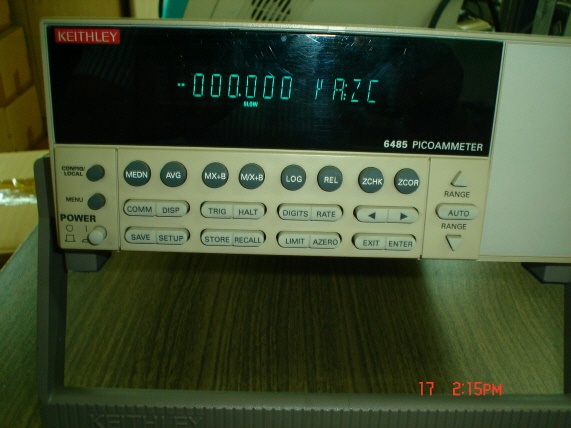 KEITHLEY
-000.000 µA:ZC
SLOW
6485 PICOAMMETER
CONFIG/LOCAL
MEDN AVG MX+B M/X+B LOG REL ZCHK ZCOR
RANGE
MENU
COMM DISP TRIG HALT DIGITS RATE ◄ ► AUTO
POWER
RANGE
O I
SAVE SETUP STORE RECALL LIMIT AZERO EXIT ENTER
17 2:15PM
KEITHLEY